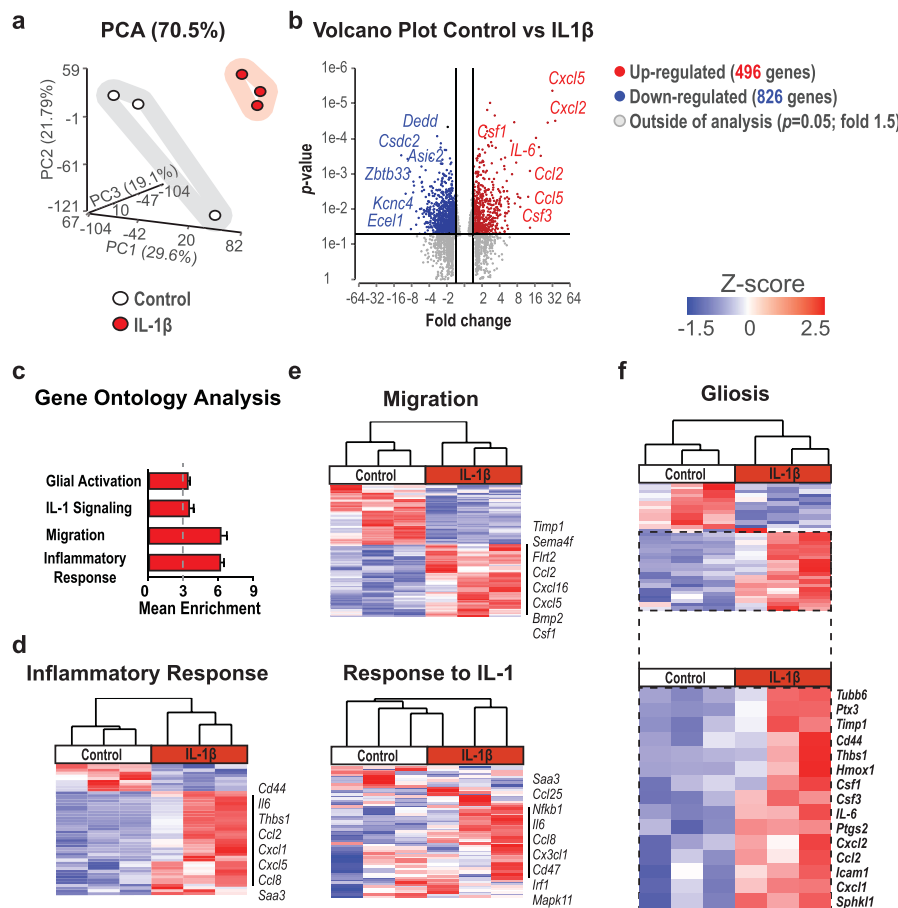 a
PCA (70.5%)
59
-1
-61
-121
PC2 (21.79%)
PC3 (19.1%)
-104
-47
10
67
-104
-42
20
82
PC1 (29.6%)
Control
IL-1β
b
Volcano Plot Control vs IL1β
1e-6
1e-5
1e-4
1e-3
1e-2
1e-1
1
p-value
Cxcl5
Cxcl2
Dedd
Csf1
Csdc2
IL-6
Asic2
Zbtb33
Ccl2
Kcnc4
Ccl5
Ecel1
Csf3
-64 -32 -16 -8 -4 -2 2 4 8 16 32 64
Fold change
Up-regulated (496 genes)
Down-regulated (826 genes)
Outside of analysis (p=0.05; fold 1.5)
Z-score
-1.5 0 2.5
c
Gene Ontology Analysis
Glial Activation
IL-1 Signaling
Migration
Inflammatory
Response
0 3 6 9
Mean Enrichment
d
Inflammatory Response
Control IL-1β
Cd44
Il6
Thbs1
Ccl2
Cxcl1
Cxcl5
Ccl8
Saa3
Response to IL-1
Control IL-1β
Saa3
Ccl25
Nfkb1
Il6
Ccl8
Cx3cl1
Cd47
Irf1
Mapk11
e
Migration
Control IL-1β
Timp1
Sema4f
Flrt2
Ccl2
Cxcl16
Cxcl5
Bmp2
Csf1
f
Gliosis
Control IL-1β
Control IL-1β
Tubb6
Ptx3
Timp1
Cd44
Thbs1
Hmox1
Csf1
Csf3
IL-6
Ptgs2
Cxcl2
Ccl2
Icam1
Cxcl1
Sphkl1